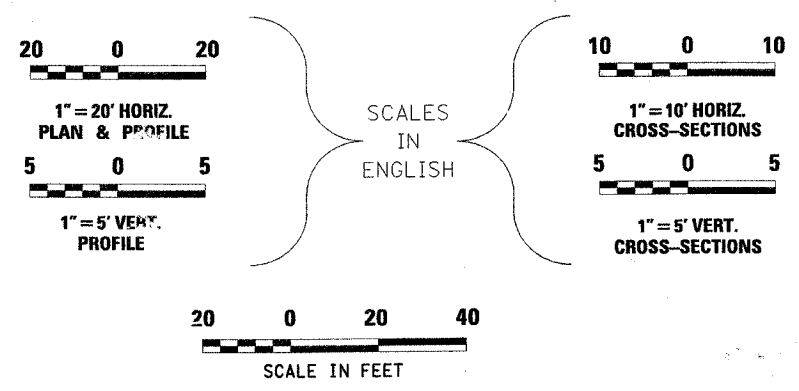 20 0 20
1" = 20' HORIZ.
PLAN & PROFILE
5 0 5
1" = 5' VERT.
PROFILE
SCALES
IN
ENGLISH
10 0 10
1" = 10' HORIZ.
CROSS–SECTIONS
5 0 5
1" = 5' VERT.
CROSS–SECTIONS
20 0 20 40
SCALE IN FEET